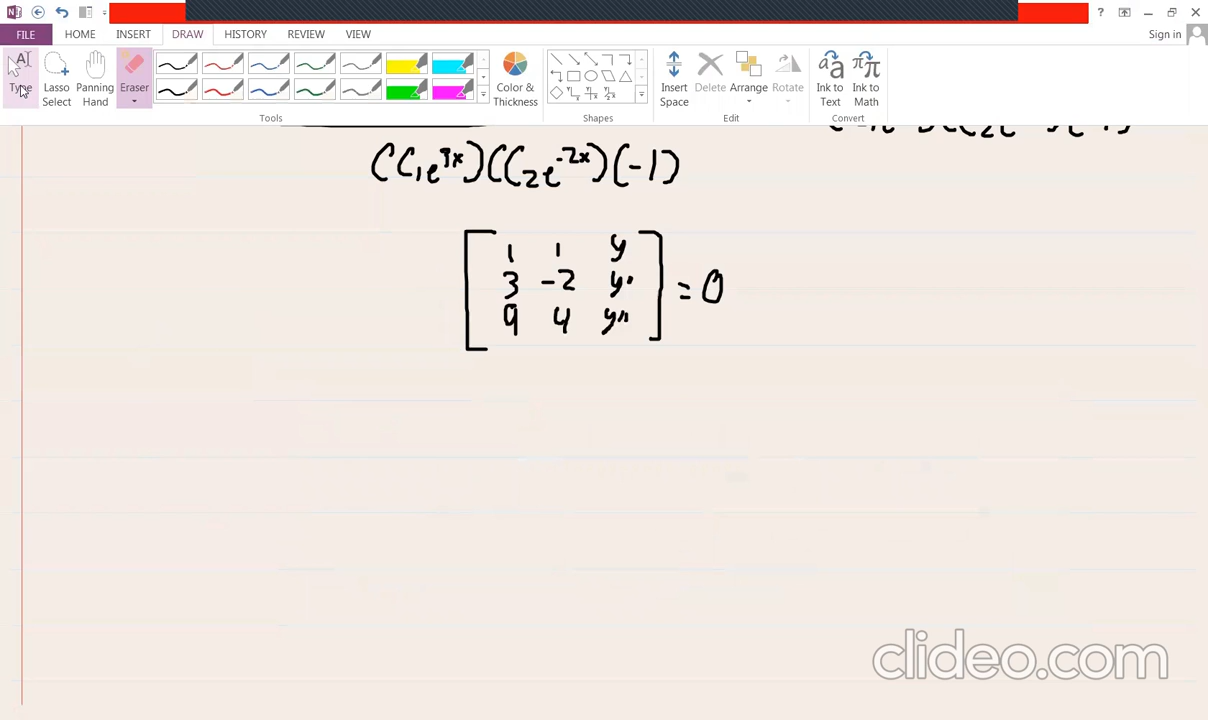 Sign in
FILE HOME INSERT DRAW HISTORY REVIEW VIEW
Type Lasso Select Panning Hand Eraser Color & Thickness Insert Space Delete Arrange Rotate Ink to Text Ink to Math
Tools Shapes Edit Convert
(C₁e³ˣ)(C₂e⁻²ˣ)(-1)
1 1 y
3 -2 y' = 0
9 4 y''
clideo.com